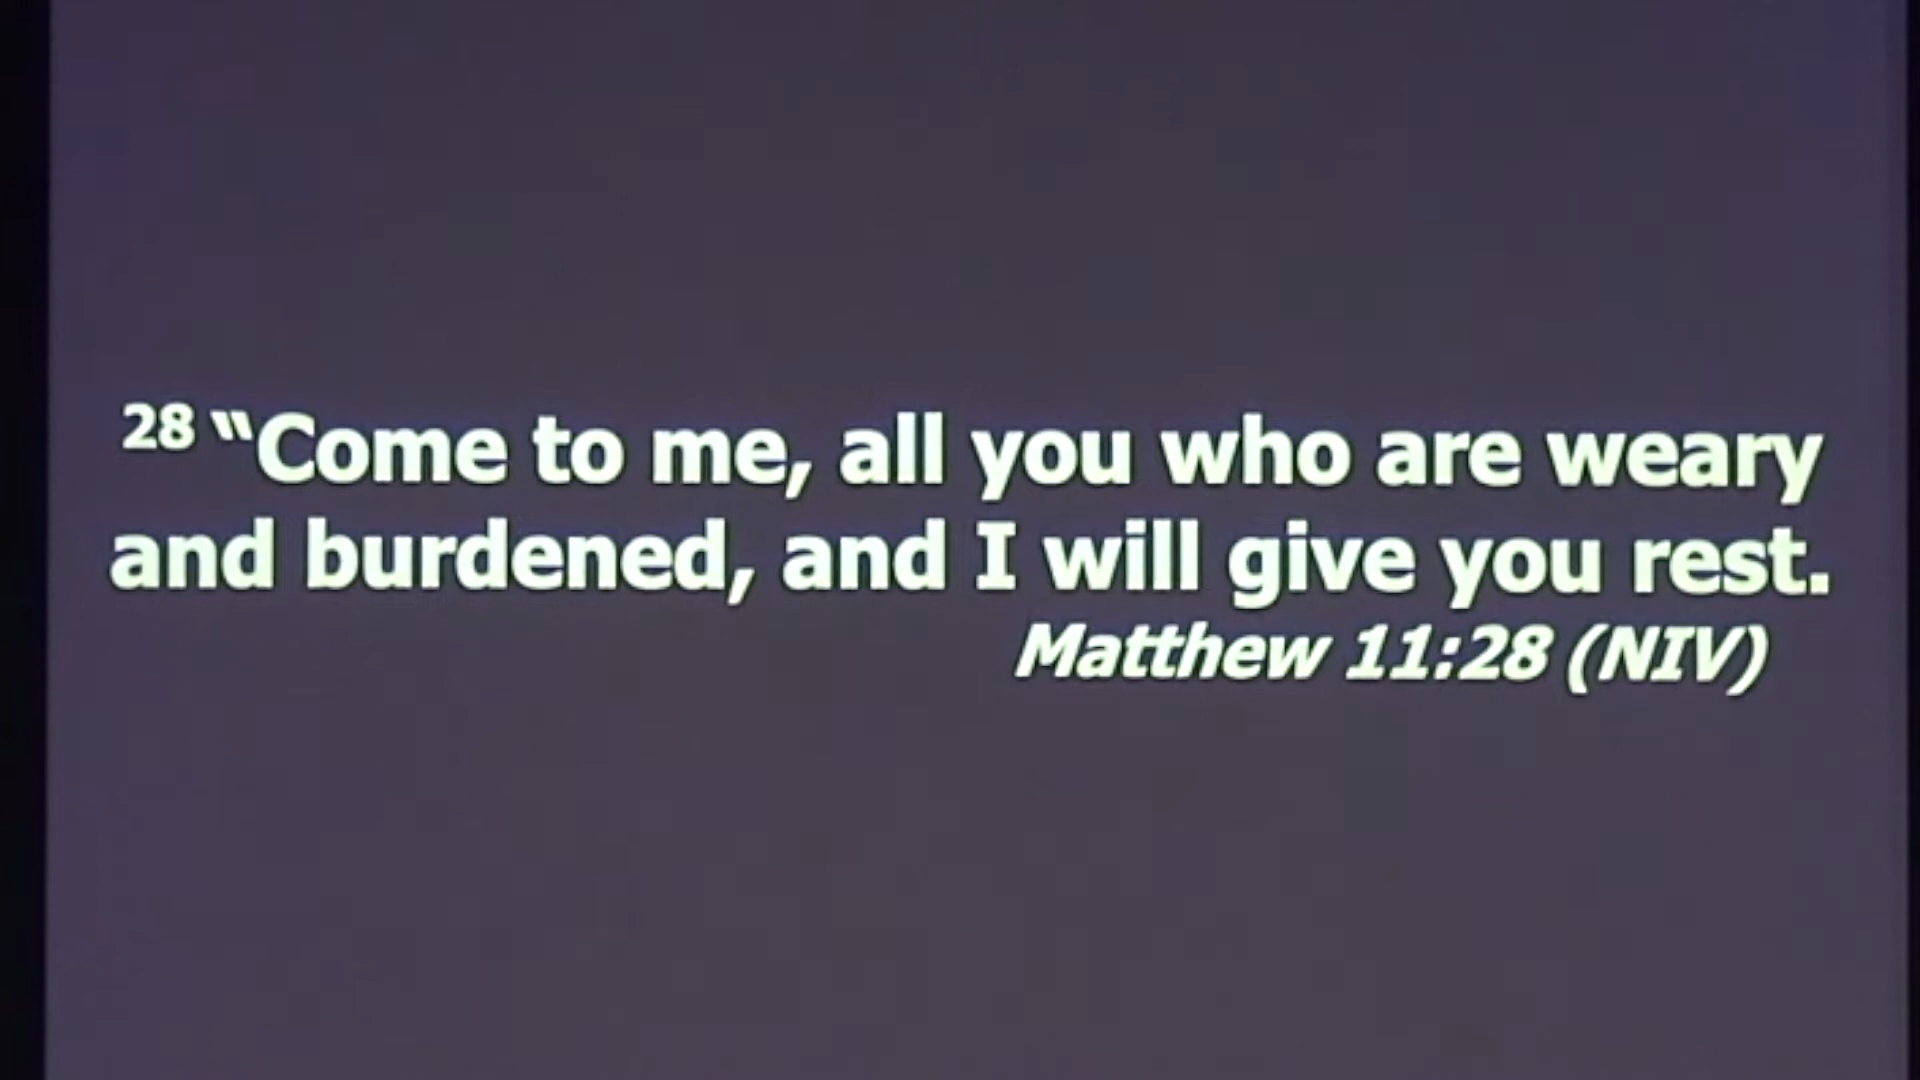 28 “Come to me, all you who are weary
and burdened, and I will give you rest.
Matthew 11:28 (NIV)